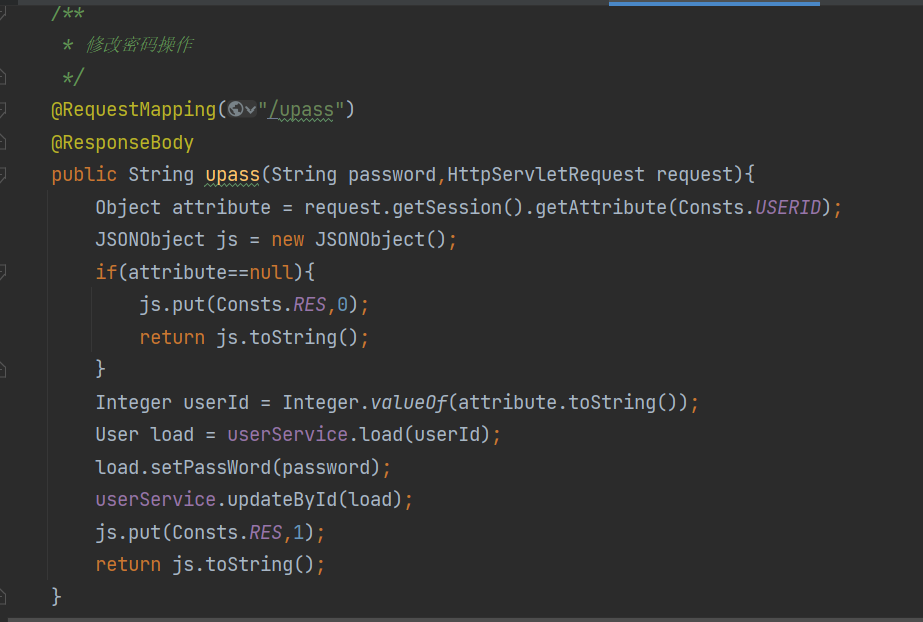 /**
* 修改密码操作
*/
@RequestMapping("/upass")
@ResponseBody
public String upass(String password,HttpServletRequest request){
Object attribute = request.getSession().getAttribute(Consts.USERID);
JSONObject js = new JSONObject();
if(attribute==null){
js.put(Consts.RES,0);
return js.toString();
}
Integer userId = Integer.valueOf(attribute.toString());
User load = userService.load(userId);
load.setPassWord(password);
userService.updateById(load);
js.put(Consts.RES,1);
return js.toString();
}